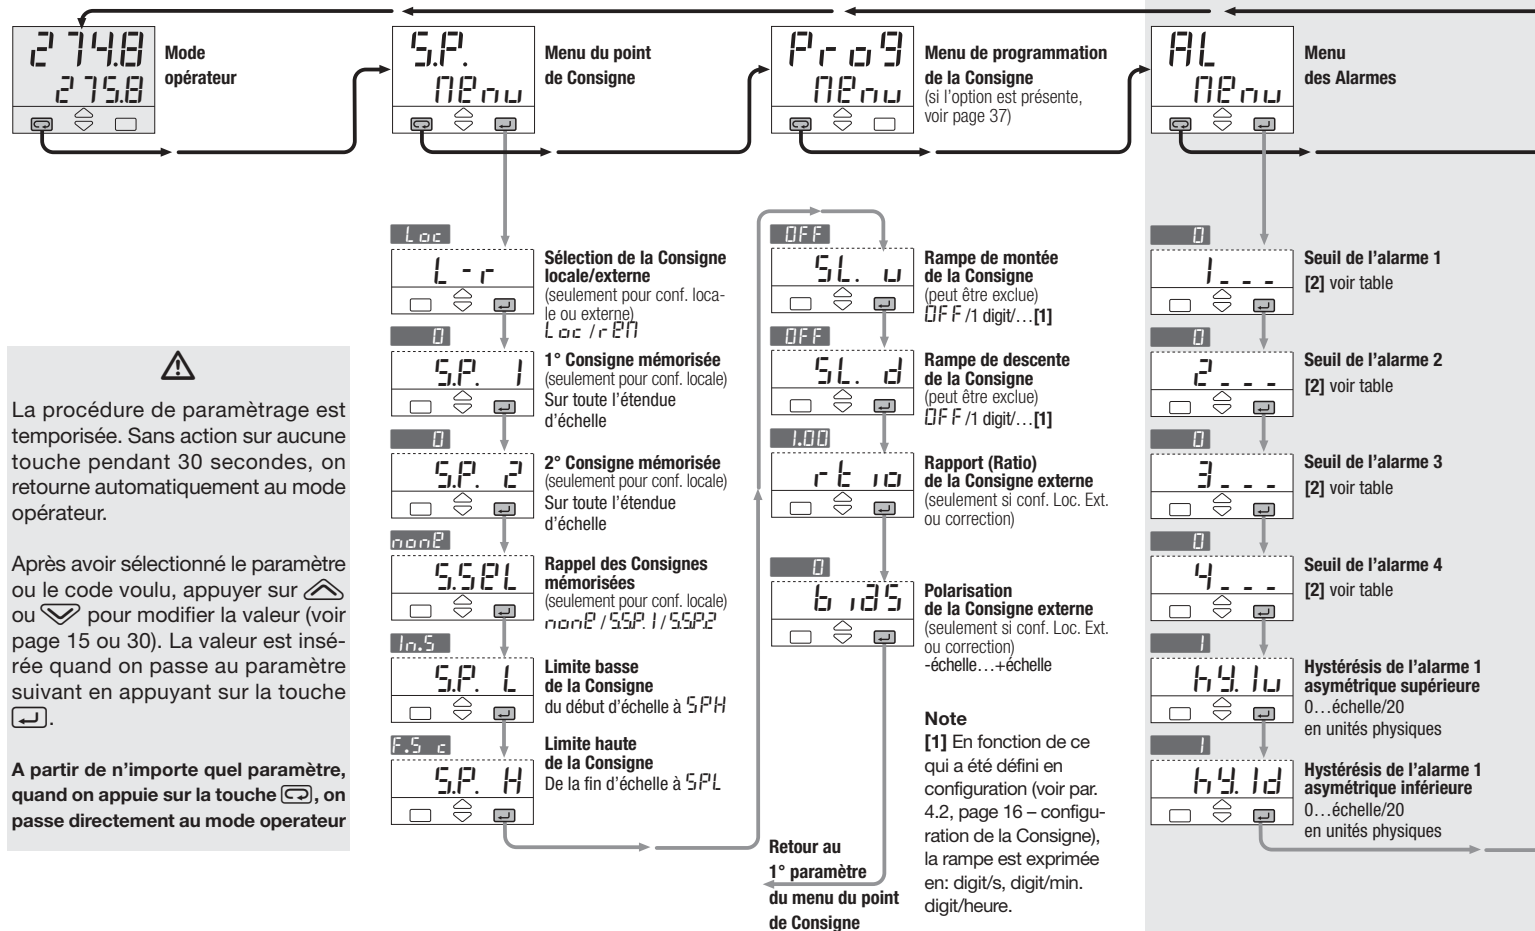 274.8
275.8
Mode
opérateur
S.P.
MEnu
Menu du point
de Consigne
Prog
MEnu
Menu de programmation
de la Consigne
(si l'option est présente,
voir page 37)
AL
MEnu
Menu
des Alarmes
La procédure de paramètrage est
temporisée. Sans action sur aucune
touche pendant 30 secondes, on
retourne automatiquement au mode
opérateur.
Après avoir sélectionné le paramètre
ou le code voulu, appuyer sur
ou pour modifier la valeur (voir
page 15 ou 30). La valeur est insé-
rée quand on passe au paramètre
suivant en appuyant sur la touche
.
A partir de n'importe quel paramètre,
quand on appuie sur la touche , on
passe directement au mode operateur
Loc
L-r
Sélection de la Consigne
locale/externe
(seulement pour conf. loca-
le ou externe)
Loc /rEM
0
S.P. 1
1° Consigne mémorisée
(seulement pour conf. locale)
Sur toute l'étendue
d'échelle
0
S.P. 2
2° Consigne mémorisée
(seulement pour conf. locale)
Sur toute l'étendue
d'échelle
nonE
S.SEL
Rappel des Consignes
mémorisées
(seulement pour conf. locale)
nonE / S.SP.1 / S.SP.2
In.S
S.P. L
Limite basse
de la Consigne
du début d'échelle à SPH
F.S c
S.P. H
Limite haute
de la Consigne
De la fin d'échelle à SPL
OFF
SL. u
Rampe de montée
de la Consigne
(peut être exclue)
OFF/1 digit/…[1]
OFF
SL. d
Rampe de descente
de la Consigne
(peut être exclue)
OFF/1 digit/…[1]
1.00
rtio
Rapport (Ratio)
de la Consigne externe
(seulement si conf. Loc. Ext.
ou correction)
0
bias
Polarisation
de la Consigne externe
(seulement si conf. Loc. Ext.
ou correction)
-échelle…+échelle
Retour au
1° paramètre
du menu du point
de Consigne
Note
[1] En fonction de ce
qui a été défini en
configuration (voir par.
4.2, page 16 – configu-
ration de la Consigne),
la rampe est exprimée
en: digit/s, digit/min.
digit/heure.
0
1_ _ _
Seuil de l'alarme 1
[2] voir table
0
2_ _ _
Seuil de l'alarme 2
[2] voir table
0
3_ _ _
Seuil de l'alarme 3
[2] voir table
0
4_ _ _
Seuil de l'alarme 4
[2] voir table
1
hy.1u
Hystérésis de l'alarme 1
asymétrique supérieure
0…échelle/20
en unités physiques
1
hy.1d
Hystérésis de l'alarme 1
asymétrique inférieure
0…échelle/20
en unités physiques